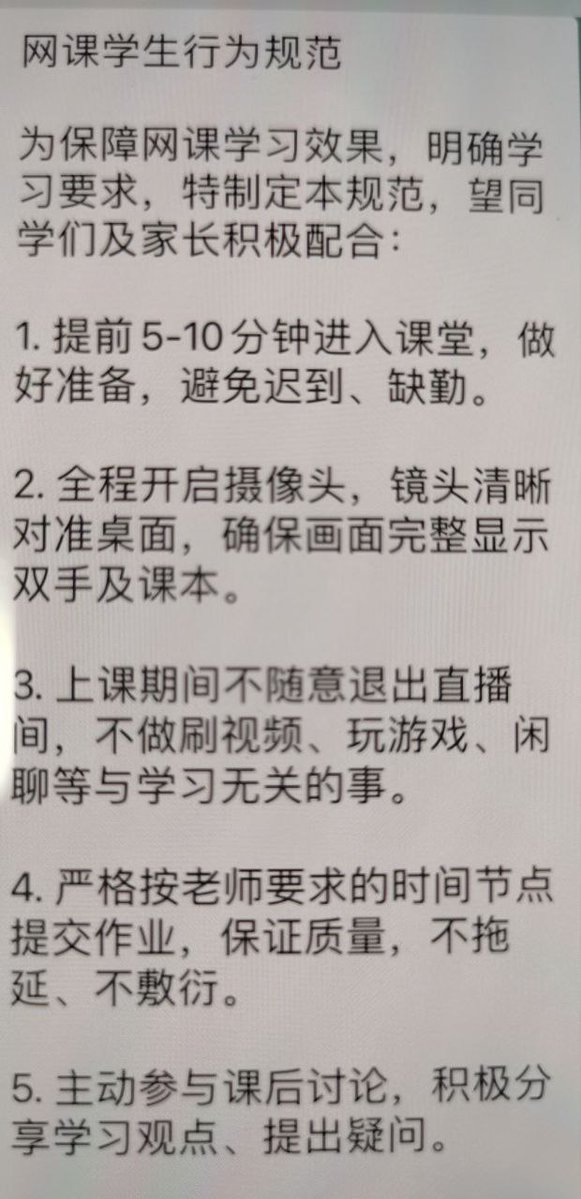 网课学生行为规范
为保障网课学习效果，明确学
习要求，特制定本规范，望同
学们及家长积极配合：
1. 提前 5-10 分钟进入课堂，做
好准备，避免迟到、缺勤。
2. 全程开启摄像头，镜头清晰
对准桌面，确保画面完整显示
双手及课本。
3. 上课期间不随意退出直播
间，不做刷视频、玩游戏、闲
聊等与学习无关的事。
4. 严格按老师要求的时间节点
提交作业，保证质量，不拖
延、不敷衍。
5. 主动参与课后讨论，积极分
享学习观点、提出疑问。